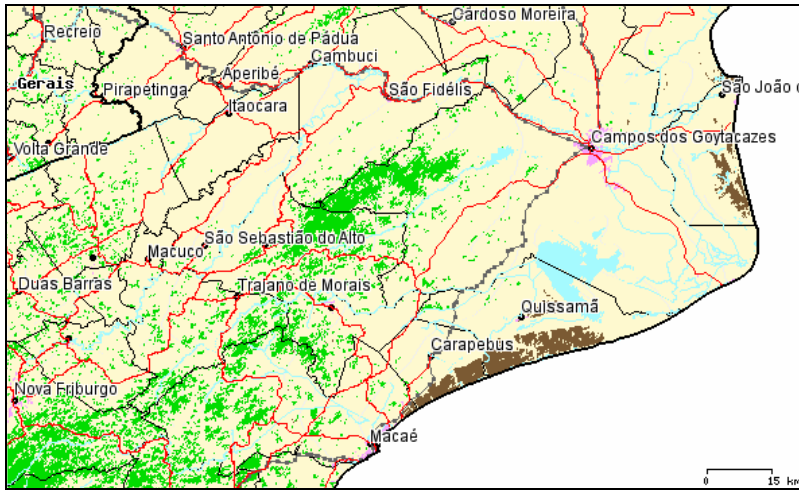 Cardoso Moreira
Recreio
Santo Antônio de Pádua
Cambuci
Aperibé
Gerais
Pirapetinga
São Fidélis
São João d
Itaocara
Campos dos Goytacazes
Volta Grande
São Sebastião do Alto
Macuco
Duas Barras
Trajano de Morais
Quissamã
Carapebus
Nova Friburgo
Macaé
0 15 km